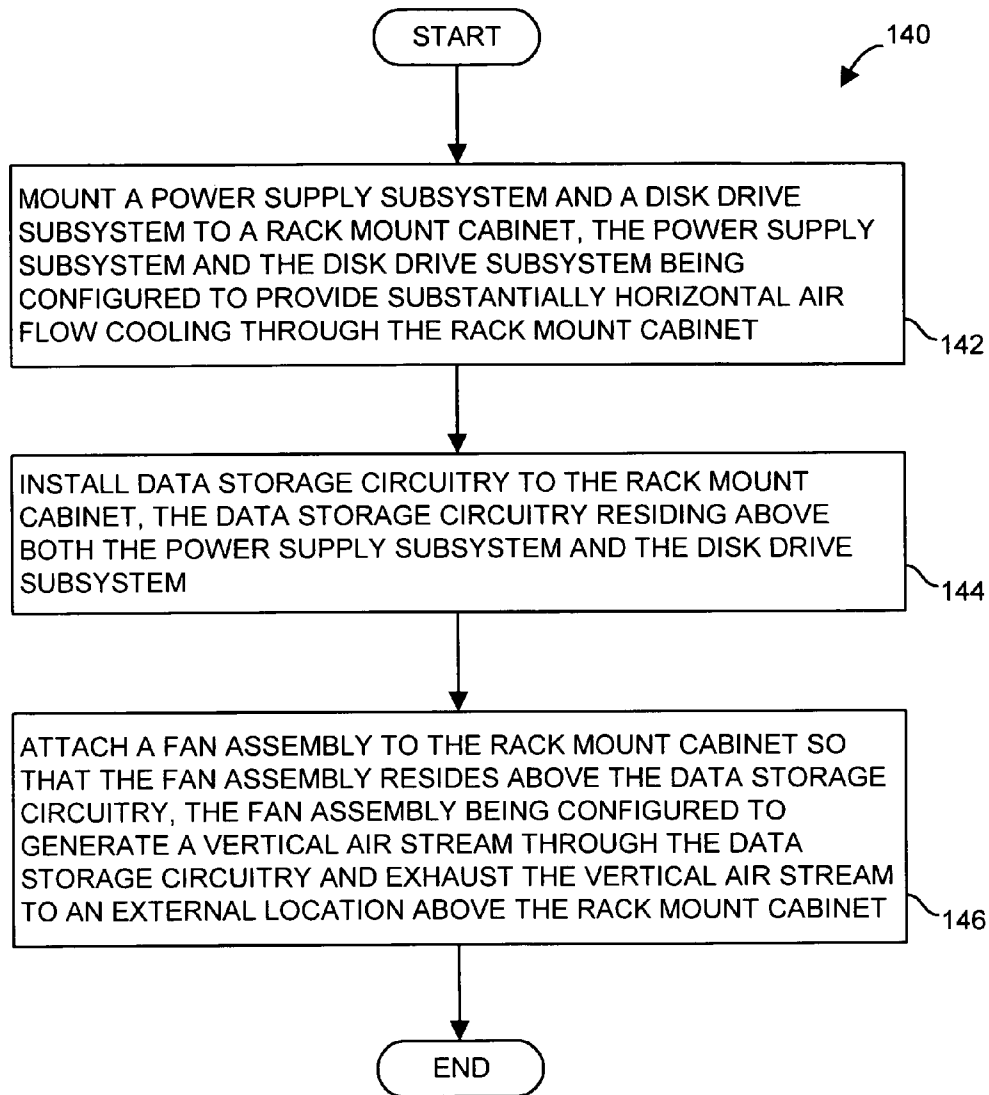 START
140
MOUNT A POWER SUPPLY SUBSYSTEM AND A DISK DRIVE
SUBSYSTEM TO A RACK MOUNT CABINET, THE POWER SUPPLY
SUBSYSTEM AND THE DISK DRIVE SUBSYSTEM BEING
CONFIGURED TO PROVIDE SUBSTANTIALLY HORIZONTAL AIR
FLOW COOLING THROUGH THE RACK MOUNT CABINET
142
INSTALL DATA STORAGE CIRCUITRY TO THE RACK MOUNT
CABINET, THE DATA STORAGE CIRCUITRY RESIDING ABOVE
BOTH THE POWER SUPPLY SUBSYSTEM AND THE DISK DRIVE
SUBSYSTEM
144
ATTACH A FAN ASSEMBLY TO THE RACK MOUNT CABINET SO
THAT THE FAN ASSEMBLY RESIDES ABOVE THE DATA STORAGE
CIRCUITRY, THE FAN ASSEMBLY BEING CONFIGURED TO
GENERATE A VERTICAL AIR STREAM THROUGH THE DATA
STORAGE CIRCUITRY AND EXHAUST THE VERTICAL AIR STREAM
TO AN EXTERNAL LOCATION ABOVE THE RACK MOUNT CABINET
146
END